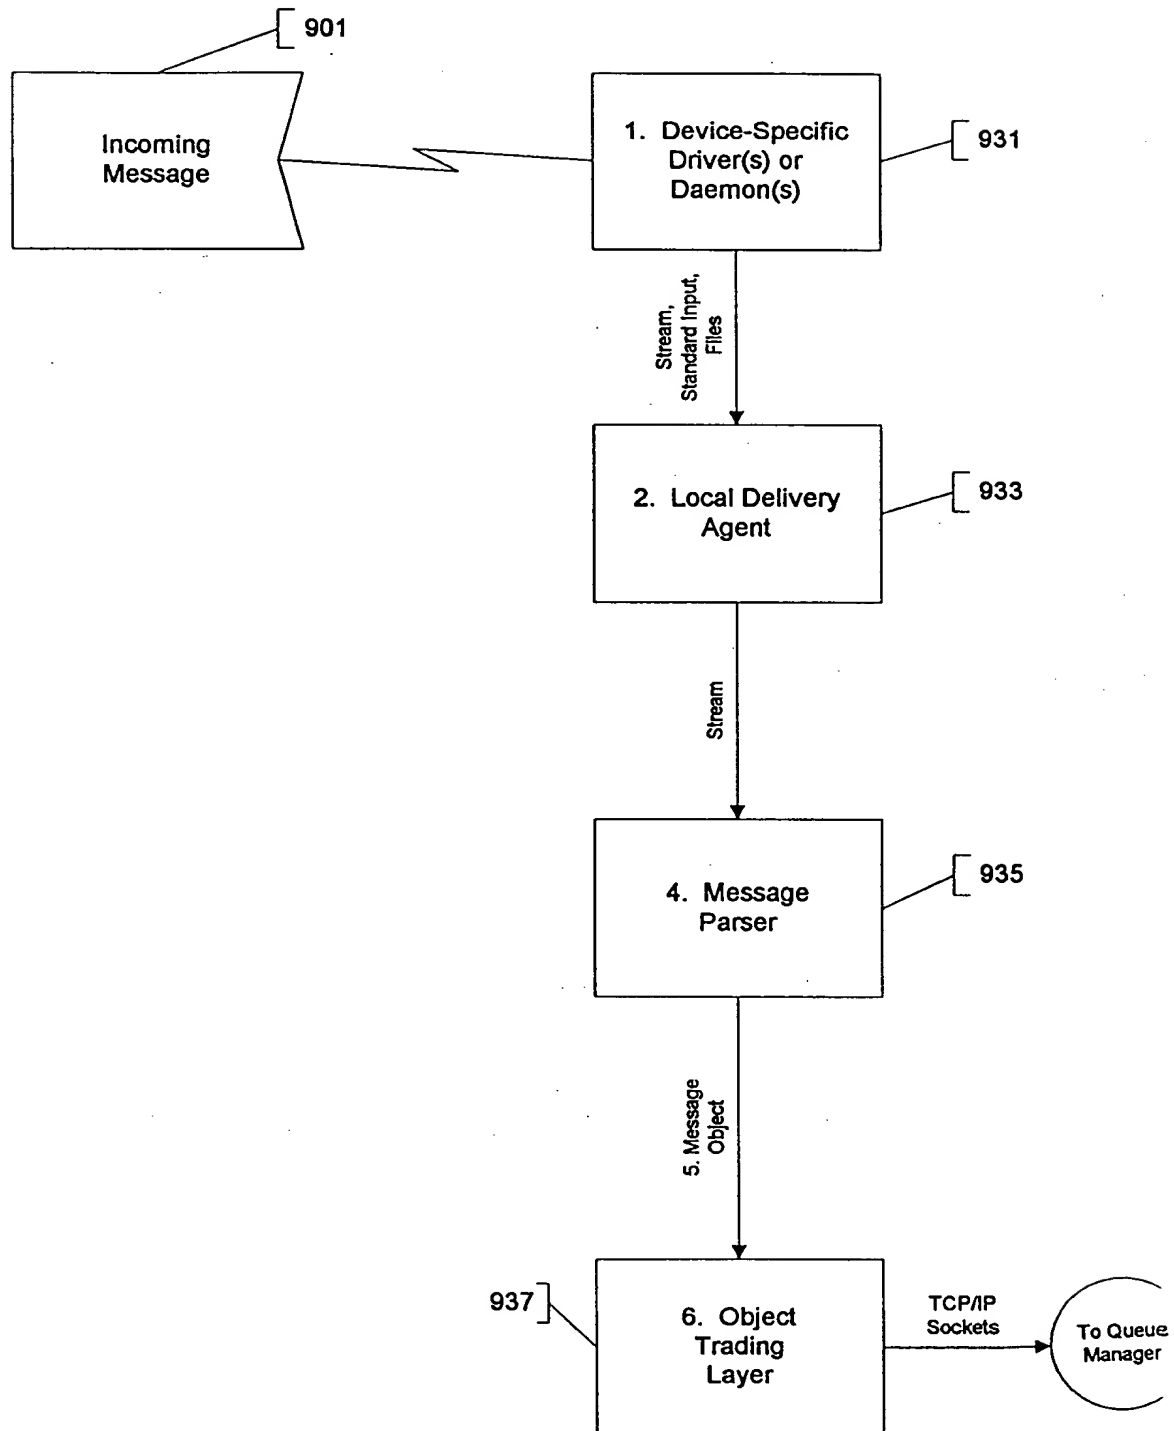 901
Incoming
Message
1. Device-Specific
Driver(s) or
Daemon(s)
931
Stream,
Standard Input,
Files
2. Local Delivery
Agent
933
Stream
4. Message
Parser
935
5. Message
Object
937
6. Object
Trading
Layer
TCP/IP
Sockets
To Queue
Manager